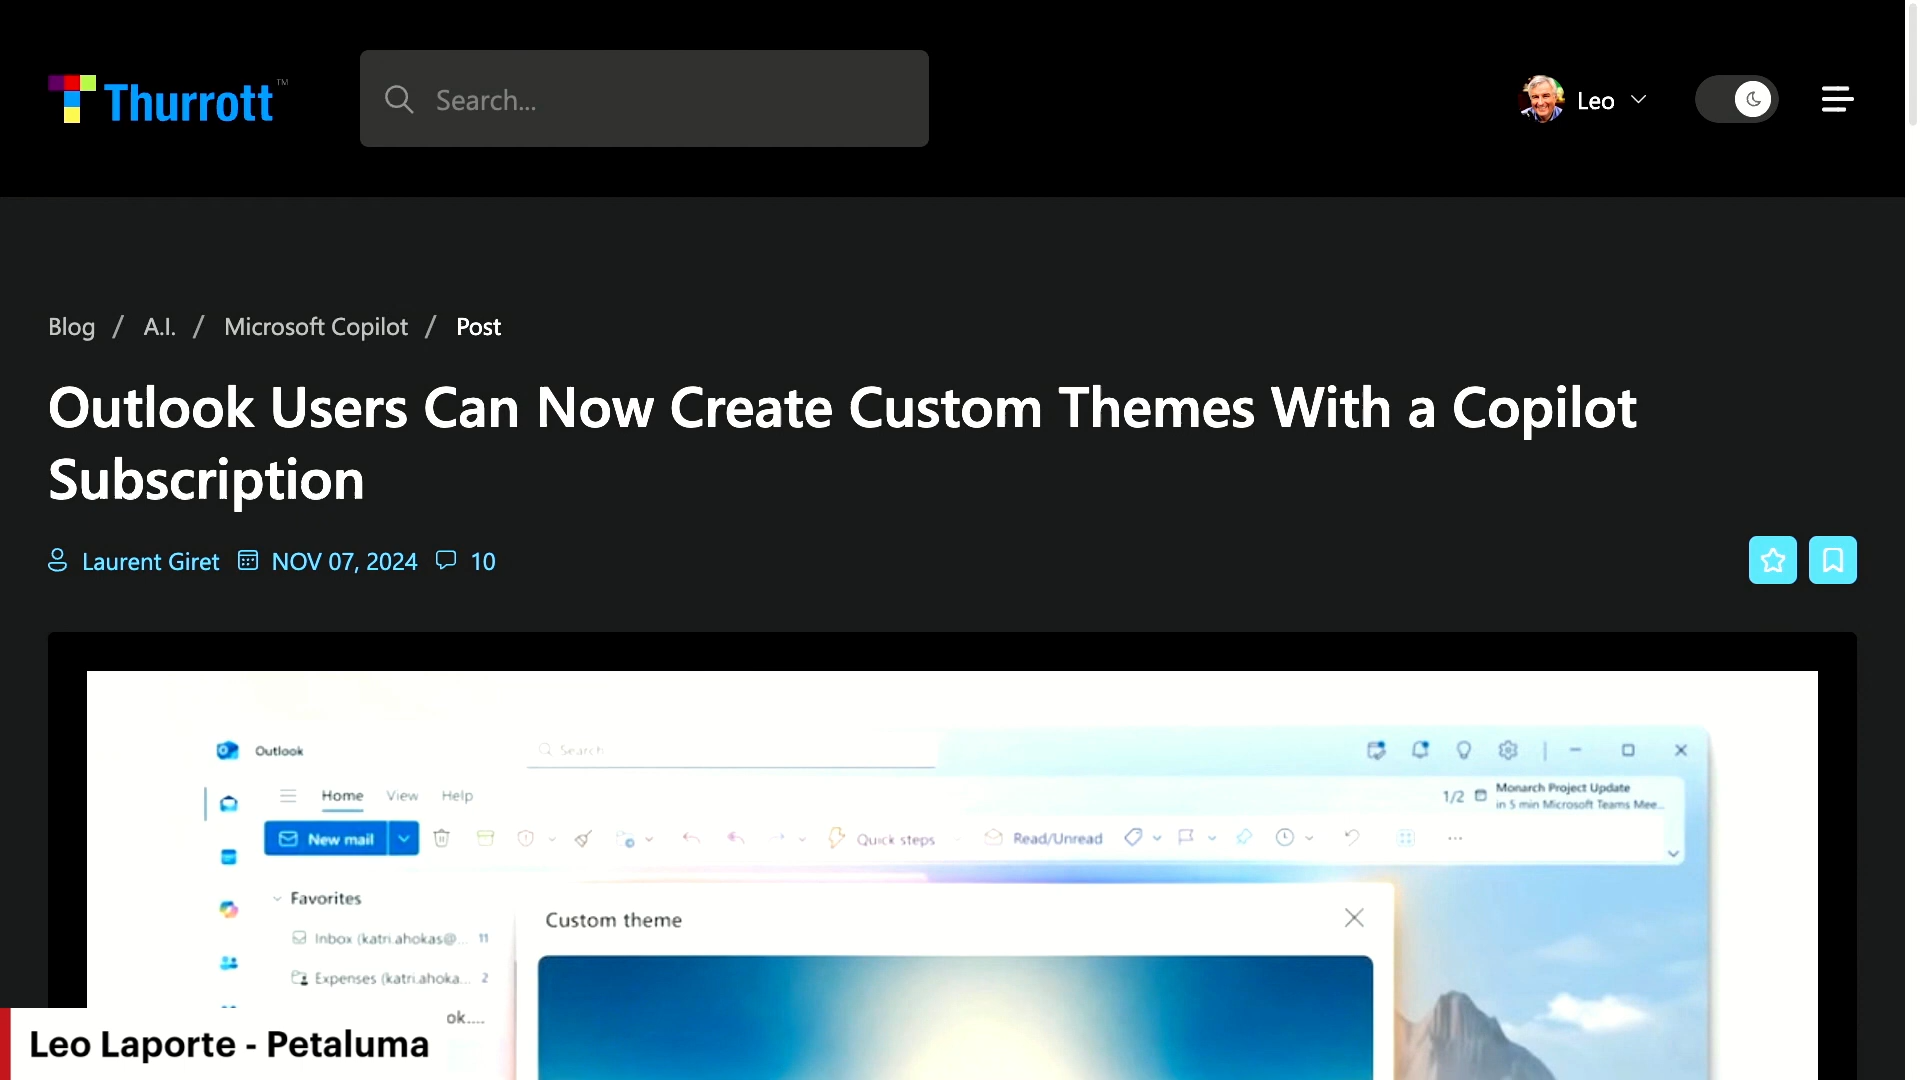 Thurrott ™
Search...
Leo
Blog / A.I. / Microsoft Copilot / Post
Outlook Users Can Now Create Custom Themes With a Copilot
Subscription
Laurent Giret NOV 07, 2024 10
Outlook
Search
Home View Help
1/2
Monarch Project Update
in 5 min Microsoft Teams Mee...
New mail
Quick steps
Read/Unread
Favorites
Custom theme
Inbox (katri.ahokas@... 11
Expenses (katri.ahoka... 2
ok....
Leo Laporte - Petaluma